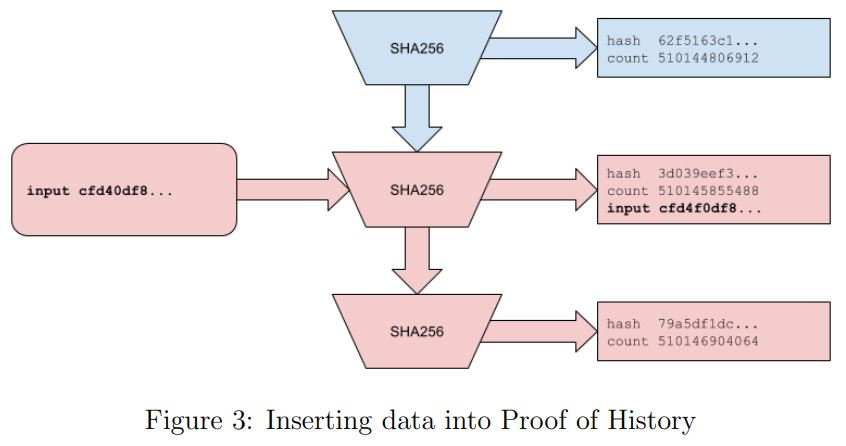 SHA256
hash 62f5163c1...
count 510144806912
input cfd40df8...
SHA256
hash 3d039eef3...
count 510145855488
input cfd4f0df8...
SHA256
hash 79a5df1dc...
count 510146904064
Figure 3: Inserting data into Proof of History